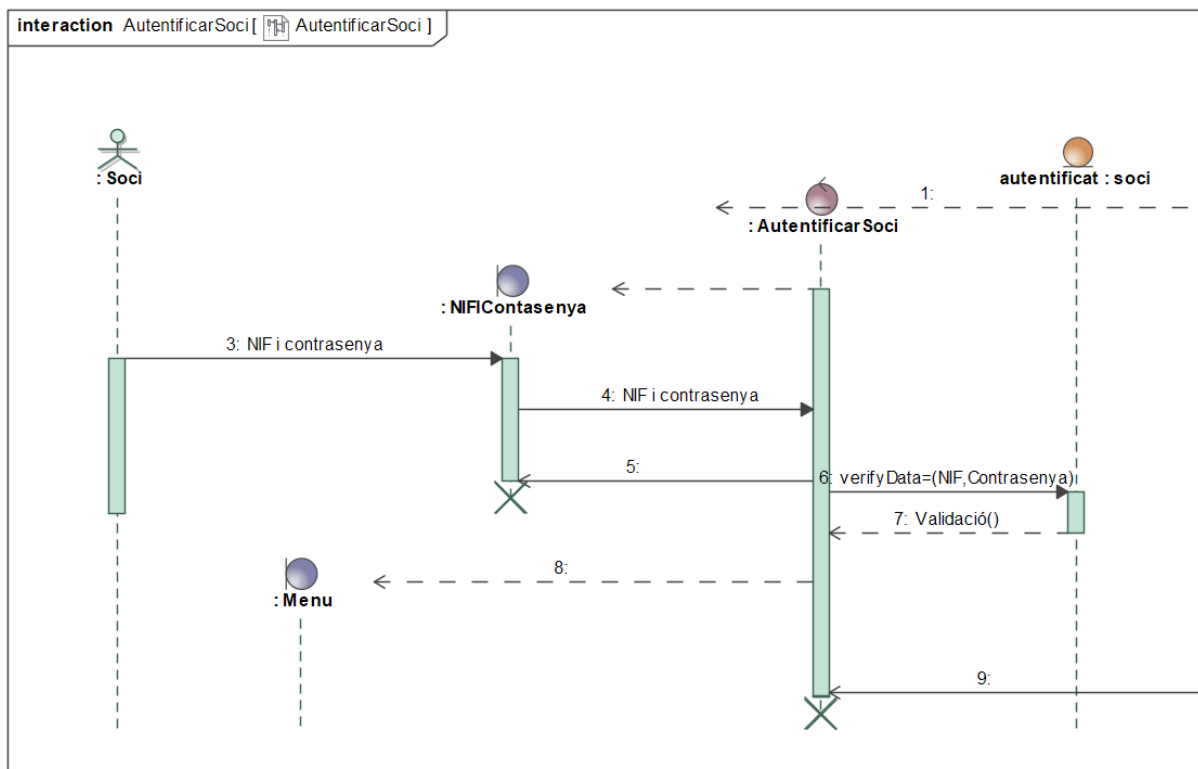 interaction AutentificarSoci[ AutentificarSoci ]
: Soci
autentificat : soci
1:
: AutentificarSoci
: NIFIContasenya
3: NIF i contrasenya
4: NIF i contrasenya
5:
6: verifyData=(NIF,Contrasenya)
7: Validació()
8:
: Menu
9: